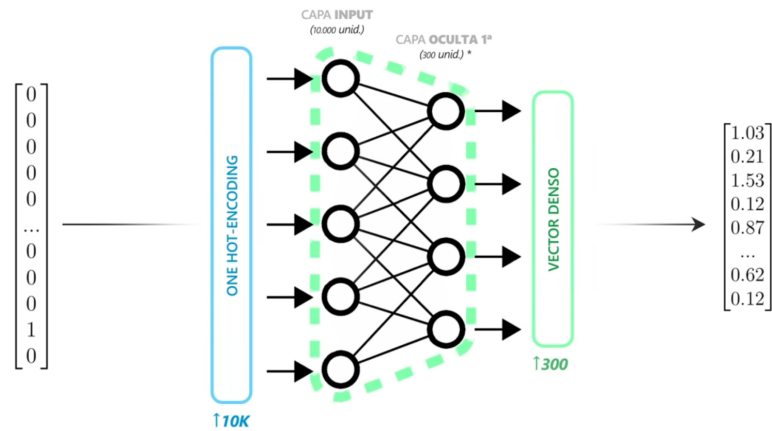 CAPA INPUT
(10.000 unid.)
CAPA OCULTA 1ª
(300 unid.) *
0
0
0
0
0
...
0
0
0
1
0
ONE HOT-ENCODING
↑10K
VECTOR DENSO
↑300
1.03
0.21
1.53
0.12
0.87
...
0.62
0.12